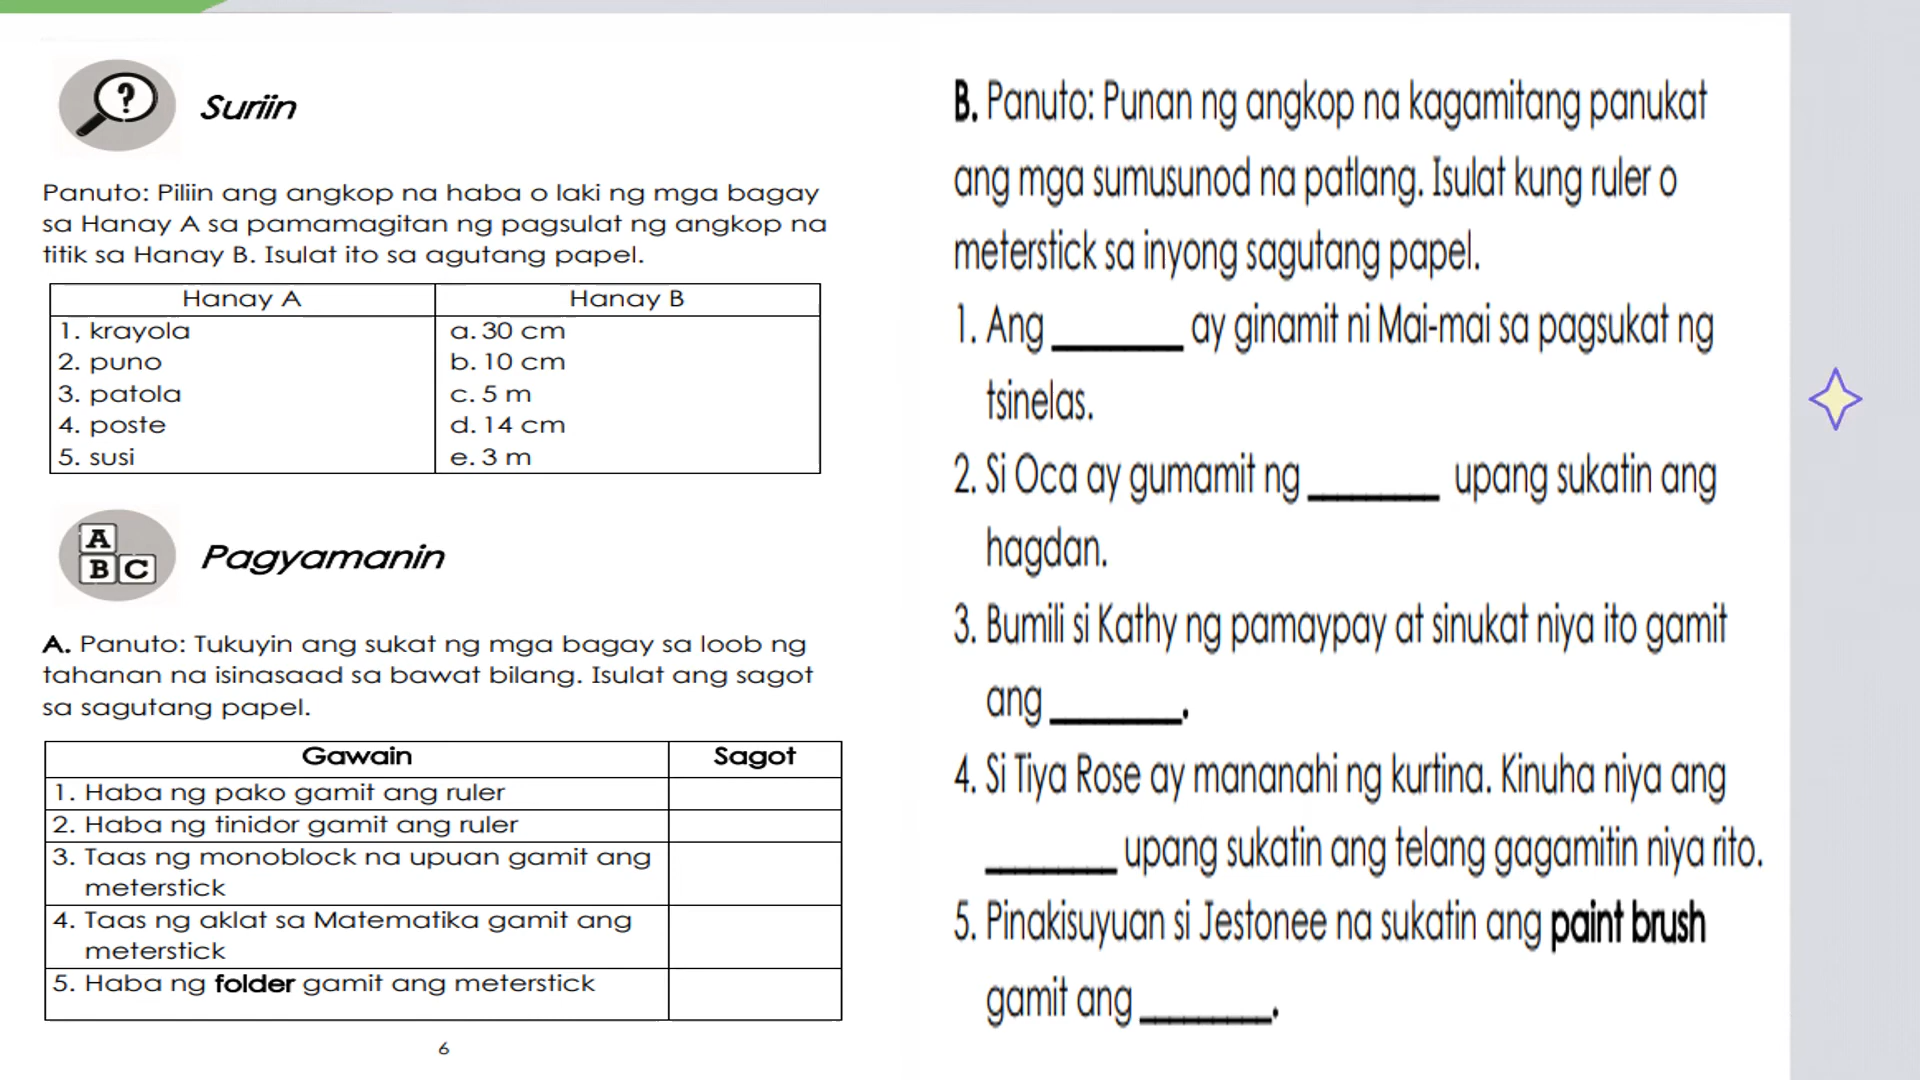 Suriin
Panuto: Piliin ang angkop na haba o laki ng mga bagay
sa Hanay A sa pamamagitan ng pagsulat ng angkop na
titik sa Hanay B. Isulat ito sa agutang papel.
Hanay A Hanay B
1. krayola a. 30 cm
2. puno b. 10 cm
3. patola c. 5 m
4. poste d. 14 cm
5. susi e. 3 m
A
B C
Pagyamanin
A. Panuto: Tukuyin ang sukat ng mga bagay sa loob ng
tahanan na isinasaad sa bawat bilang. Isulat ang sagot
sa sagutang papel.
Gawain Sagot
1. Haba ng pako gamit ang ruler
2. Haba ng tinidor gamit ang ruler
3. Taas ng monoblock na upuan gamit ang
meterstick
4. Taas ng aklat sa Matematika gamit ang
meterstick
5. Haba ng folder gamit ang meterstick
6
B. Panuto: Punan ng angkop na kagamitang panukat
ang mga sumusunod na patlang. Isulat kung ruler o
meterstick sa inyong sagutang papel.
1. Ang ________ ay ginamit ni Mai-mai sa pagsukat ng
tsinelas.
2. Si Oca ay gumamit ng ________ upang sukatin ang
hagdan.
3. Bumili si Kathy ng pamaypay at sinukat niya ito gamit
ang ________.
4. Si Tiya Rose ay mananahi ng kurtina. Kinuha niya ang
________ upang sukatin ang telang gagamitin niya rito.
5. Pinakisuyuan si Jestonee na sukatin ang paint brush
gamit ang ________.